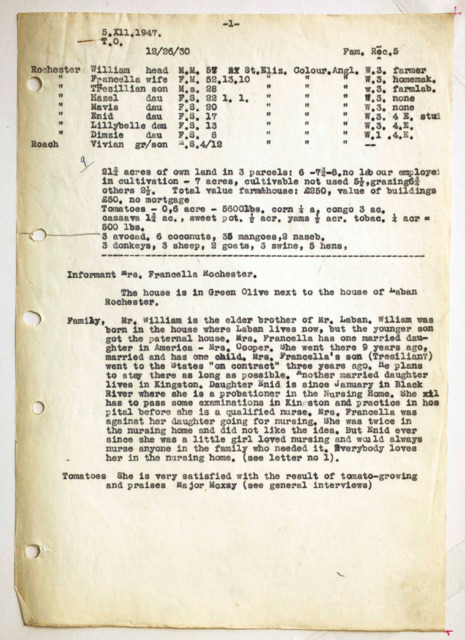 -1-
5.XII.1947.
T.O.
12/26/30 Fam. Rec.5
Rochester William head M.M. 57 St.Eliz. Colour.Angl. W.3. farmer
" Francella wife F.M. 52.13.10 " " " W.3. homemak.
" Tresillian son M.s. 28 " " " W.3. farmlab.
" Hazel dau F.S. 22 1. 1. " " " W.3. none
" Mavis dau F.S. 20 " " " W.3. none
" Enid dau F.S. 17 " " " W.3. 4 E. stud
" Lillybelle dau F.S. 13 " " " W.3. 4.E.
" Dimzie dau F.S. 8 " " " W.1 .4.E.
Roach Vivian gr/son M.S.4/12 " " " --
9
21½ acres of own land in 3 parcels: 6 -7¾-8.no labour employe
in cultivation - 7 acres, cultivable not used 5½,grazing6½
others 2½. Total value farmhouse: £250, value of buildings
£50. no mortgage
Tomatoes - 0,6 acre - 5600lbs. corn ¼ a, congo 3 ac.
cassava 1¾ ac., sweet pot. ½ acr. yams ½ acr. tobac. ¼ acr =
500 lbs.
3 avocad. 6 coconuts, 35 mangoes,2 naseb.
3 donkeys, 3 sheep, 2 goats, 3 swine, 5 hens,
Informant Mrs. Francella Rochester.
The house is in Green Olive next to the house of Laban
Rochester.
Family, Mr. William is the elder brother of Mr. Laban. Wiliam was
born in the house where Laban lives now, but the younger son
got the paternal house. Mrs. Francella has one married dau-
ghter in America - Mrs. Cooper. She went there 9 years ago,
married and has one child. Mrs. Francella's son (Tresilian?)
went to the States "on contract" three years ago. He plans
to stay there as long as possible. Another married daughter
lives in Kingston. Daughter Enid is since January in Black
River where she is a probationer in the Nursing Home. She xil
has to pass some examinations in Kingston and practice in hos
pital before she is a qualified nurse. Mrs. Francella was
against her daughter going for nursing. She was twice in
the nursing home and did not like the idea. But Enid ever
since she was a little girl loved nursing and would always
nurse anyone in the family who needed it. Everybody loves
her in the nursing home. (see letter no 1).
Tomatoes She is very satisfied with the result of tomato-growing
and praises Major Moxsy (see general interviews)